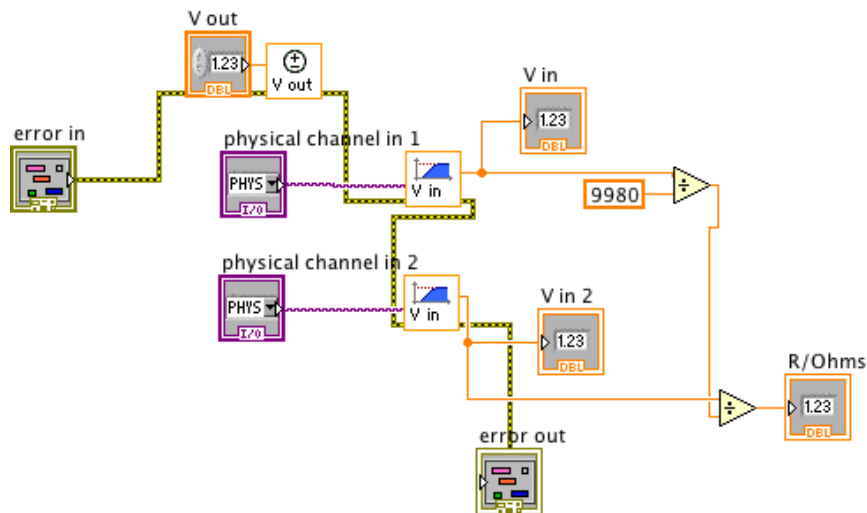 V out
1.23
DBL
±
V out
error in
physical channel in 1
PHYS
I/O
V in
V in
1.23
DBL
9980
÷
physical channel in 2
PHYS
I/O
V in
V in 2
1.23
DBL
÷
R/Ohms
1.23
DBL
error out